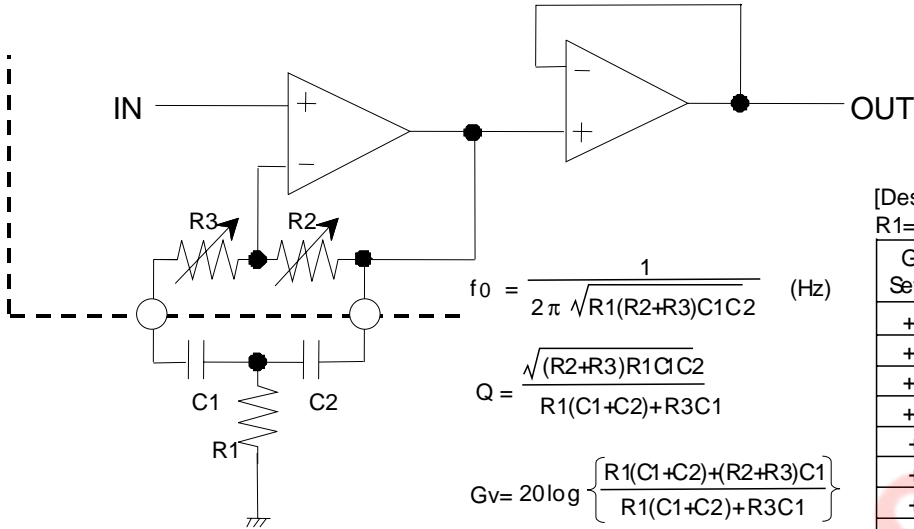 IN
+
−
−
+
OUT
R3
R2
C1
C2
R1
f0 = 1 / 2π √R1(R2+R3)C1C2 (Hz)
Q = √(R2+R3)R1C1C2 / R1(C1+C2)+R3C1
Gv= 20log { R1(C1+C2)+(R2+R3)C1 / R1(C1+C2)+R3C1 }
R1=
+
+
+
+
+
+
+